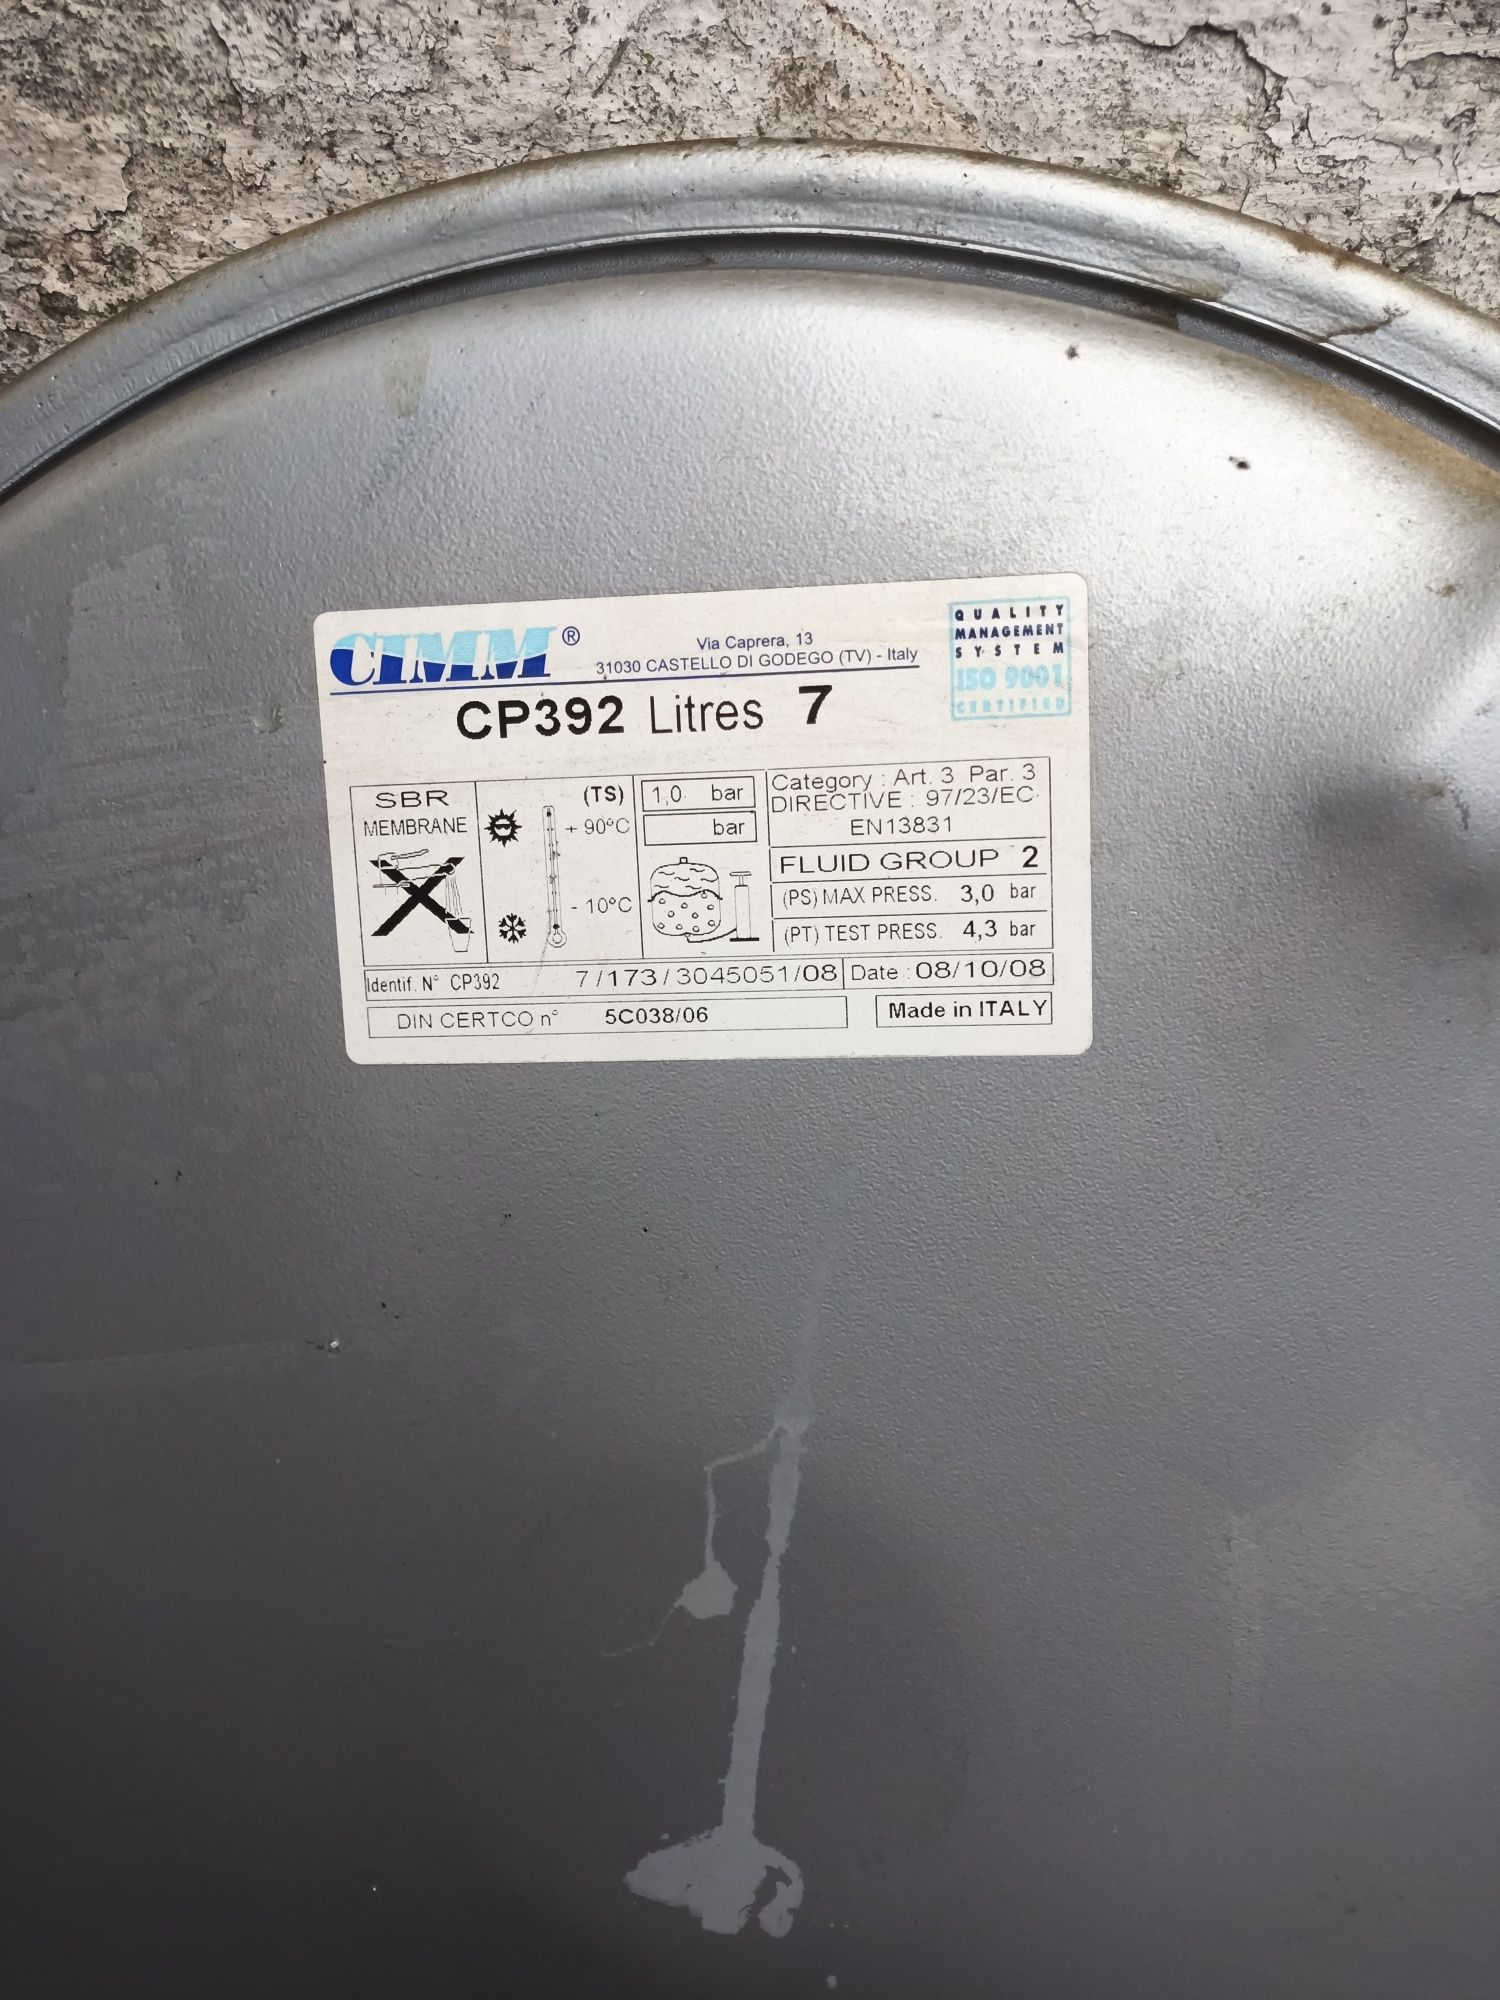 CIMM®
Via Caprera, 13
31030 CASTELLO DI GODEGO (TV) - Italy
QUALITY
MANAGEMENT
SYSTEM
ISO 9001
CERTIFIED
CP392 Litres 7
SBR
MEMBRANE
(TS)
+ 90°C
- 10°C
1,0 bar
bar
Category : Art. 3 Par. 3
DIRECTIVE : 97/23/EC.
EN13831
FLUID GROUP 2
(PS) MAX PRESS. 3,0 bar
(PT) TEST PRESS. 4,3 bar
Identif. N° CP392 7/173/3045051/08 Date : 08/10/08
DIN CERTCO n° 5C038/06 Made in ITALY